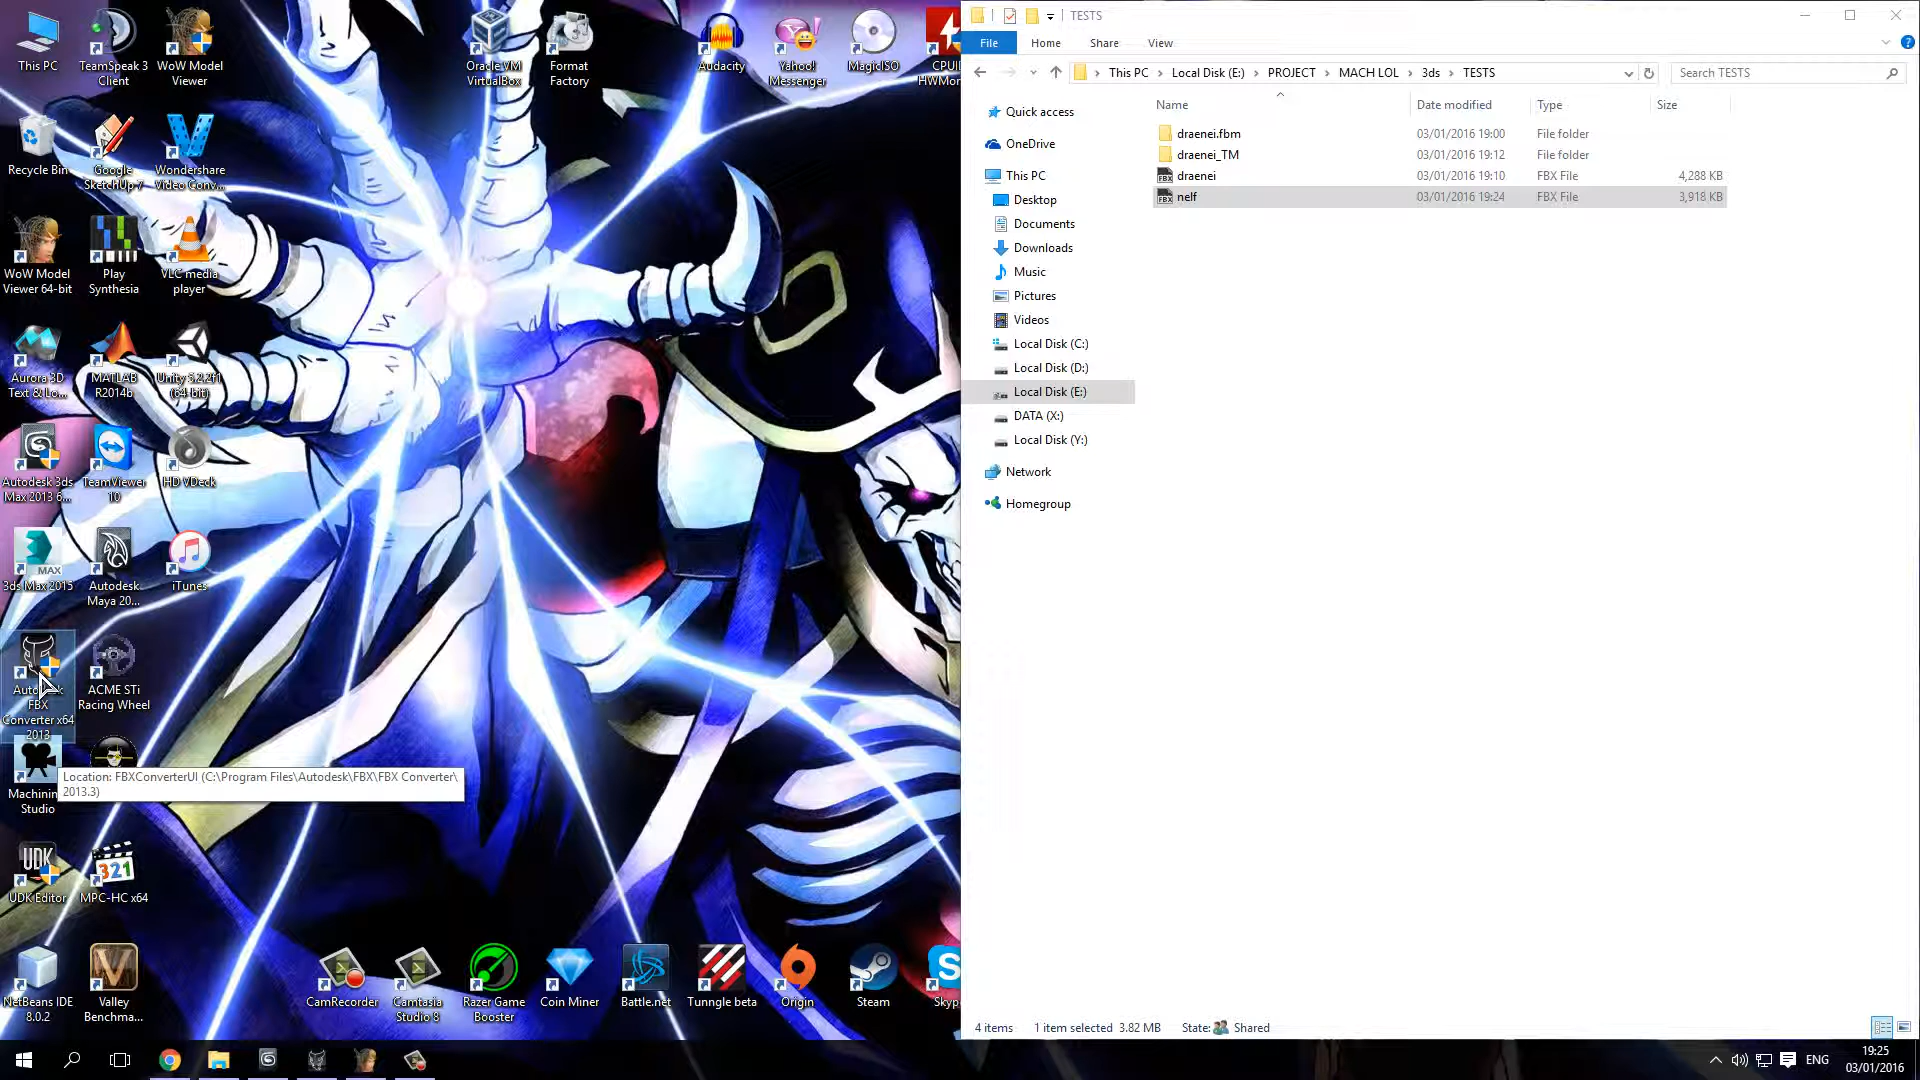 This PC
TeamSpeak 3
Client
WoW Model
Viewer
Oracle VM
VirtualBox
Format
Factory
Audacity
Yahoo!
Messenger
MagicISO
CPUID
HWMon
Recycle Bin
Google
SketchUp 7
Wondershare
Video Conv...
WoW Model
Viewer 64-bit
Play
Synthesia
VLC media
player
Aurora 3D
Text & Lo...
MATLAB
R2014b
Unity 5.2.2f1
(64-bit)
Autodesk 3ds
Max 2013 6...
TeamViewer
10
HD VDeck
MAX
3ds Max 2015
Autodesk
Maya 20...
iTunes
FBX
Converter x64
2013
ACME STi
Racing Wheel
Studio
Location: FBXConverterUI (C:\Program Files\Autodesk\FBX\FBX Converter\
2013.3)
UDK
UDK Editor
321
MPC-HC x64
NetBeans IDE
8.0.2
Valley
Benchma...
CamRecorder
Camtasia
Studio 8
Razer Game
Booster
Coin Miner
Battle.net
Tunngle beta
Origin
Steam
Skyp
TESTS
File
Home
Share
View
This PC
Local Disk (E:)
PROJECT
MACH LOL
3ds
TESTS
Search TESTS
Name
Date modified
Type
Size
draenei.fbm
03/01/2016 19:00
File folder
draenei_TM
03/01/2016 19:12
File folder
FBX
draenei
03/01/2016 19:10
FBX File
4,288 KB
FBX
nelf
03/01/2016 19:24
FBX File
3,918 KB
Quick access
OneDrive
This PC
Desktop
Documents
Downloads
Music
Pictures
Videos
Local Disk (C:)
Local Disk (D:)
Local Disk (E:)
DATA (X:)
Local Disk (Y:)
Network
Homegroup
4 items
1 item selected 3.82 MB
State:
Shared
ENG
19:25
03/01/2016